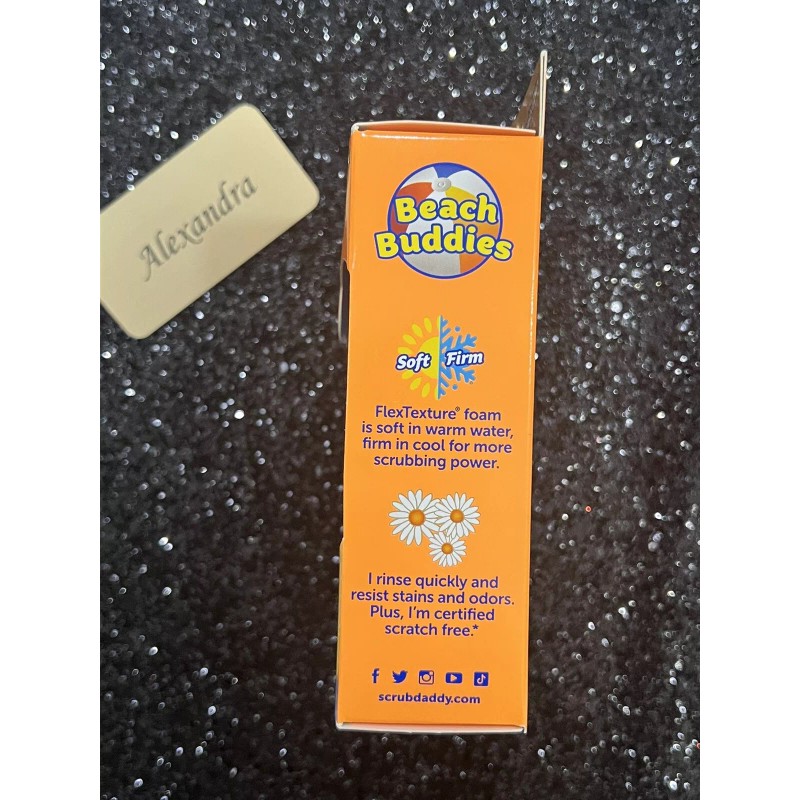 Alexandra
Beach
Buddies
Soft Firm
FlexTexture® foam
is soft in warm water,
firm in cool for more
scrubbing power.
I rinse quickly and
resist stains and odors.
Plus, I'm certified
scratch free.*
scrubdaddy.com